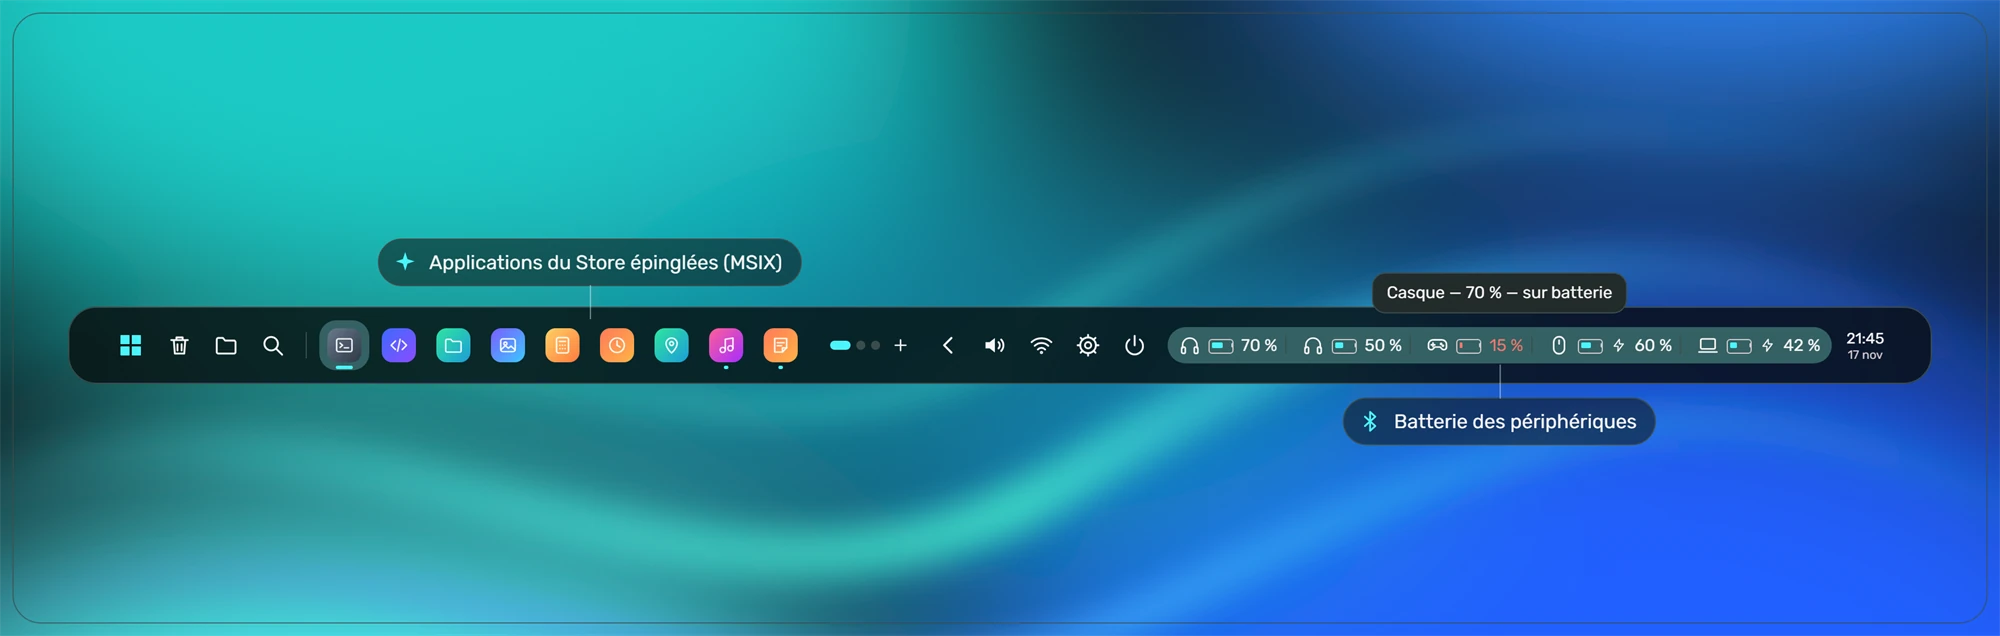 Applications du Store épinglées (MSIX)
Casque – 70 % – sur batterie
70 % 50 % 15 % 60 % 42 %
21:45
17 nov
Batterie des périphériques